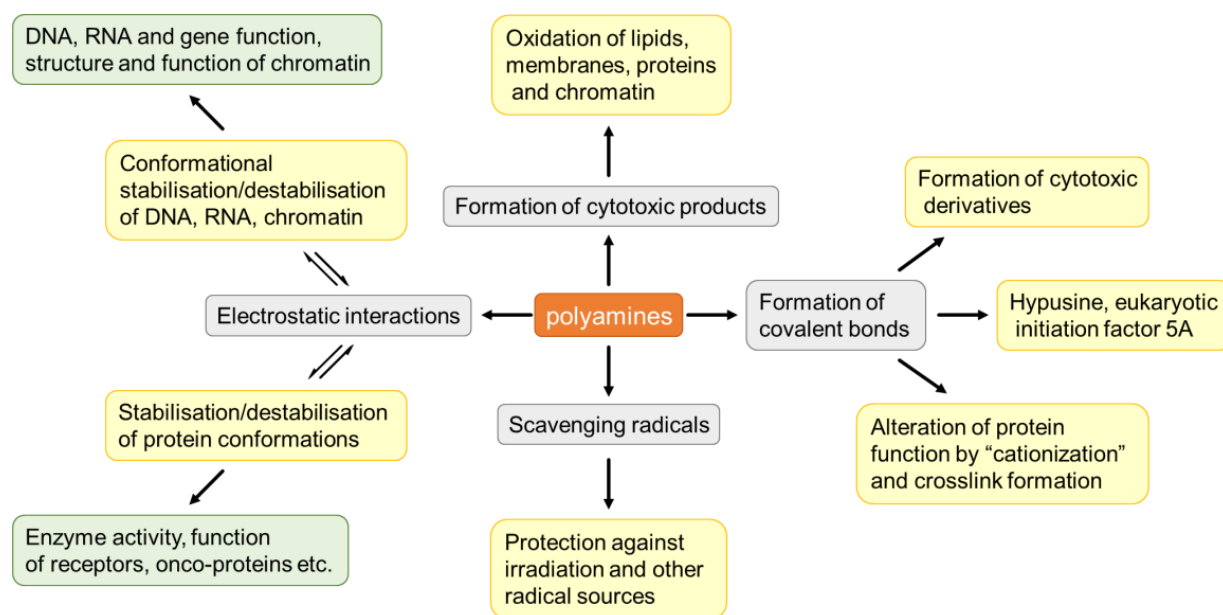 DNA, RNA and gene function,
structure and function of chromatin
Oxidation of lipids,
membranes, proteins
and chromatin
Conformational
stabilisation/destabilisation
of DNA, RNA, chromatin
Formation of cytotoxic products
Formation of cytotoxic
derivatives
Electrostatic interactions
polyamines
Formation of
covalent bonds
Hypusine, eukaryotic
initiation factor 5A
Stabilisation/destabilisation
of protein conformations
Scavenging radicals
Alteration of protein
function by “cationization”
and crosslink formation
Enzyme activity, function
of receptors, onco-proteins etc.
Protection against
irradiation and other
radical sources